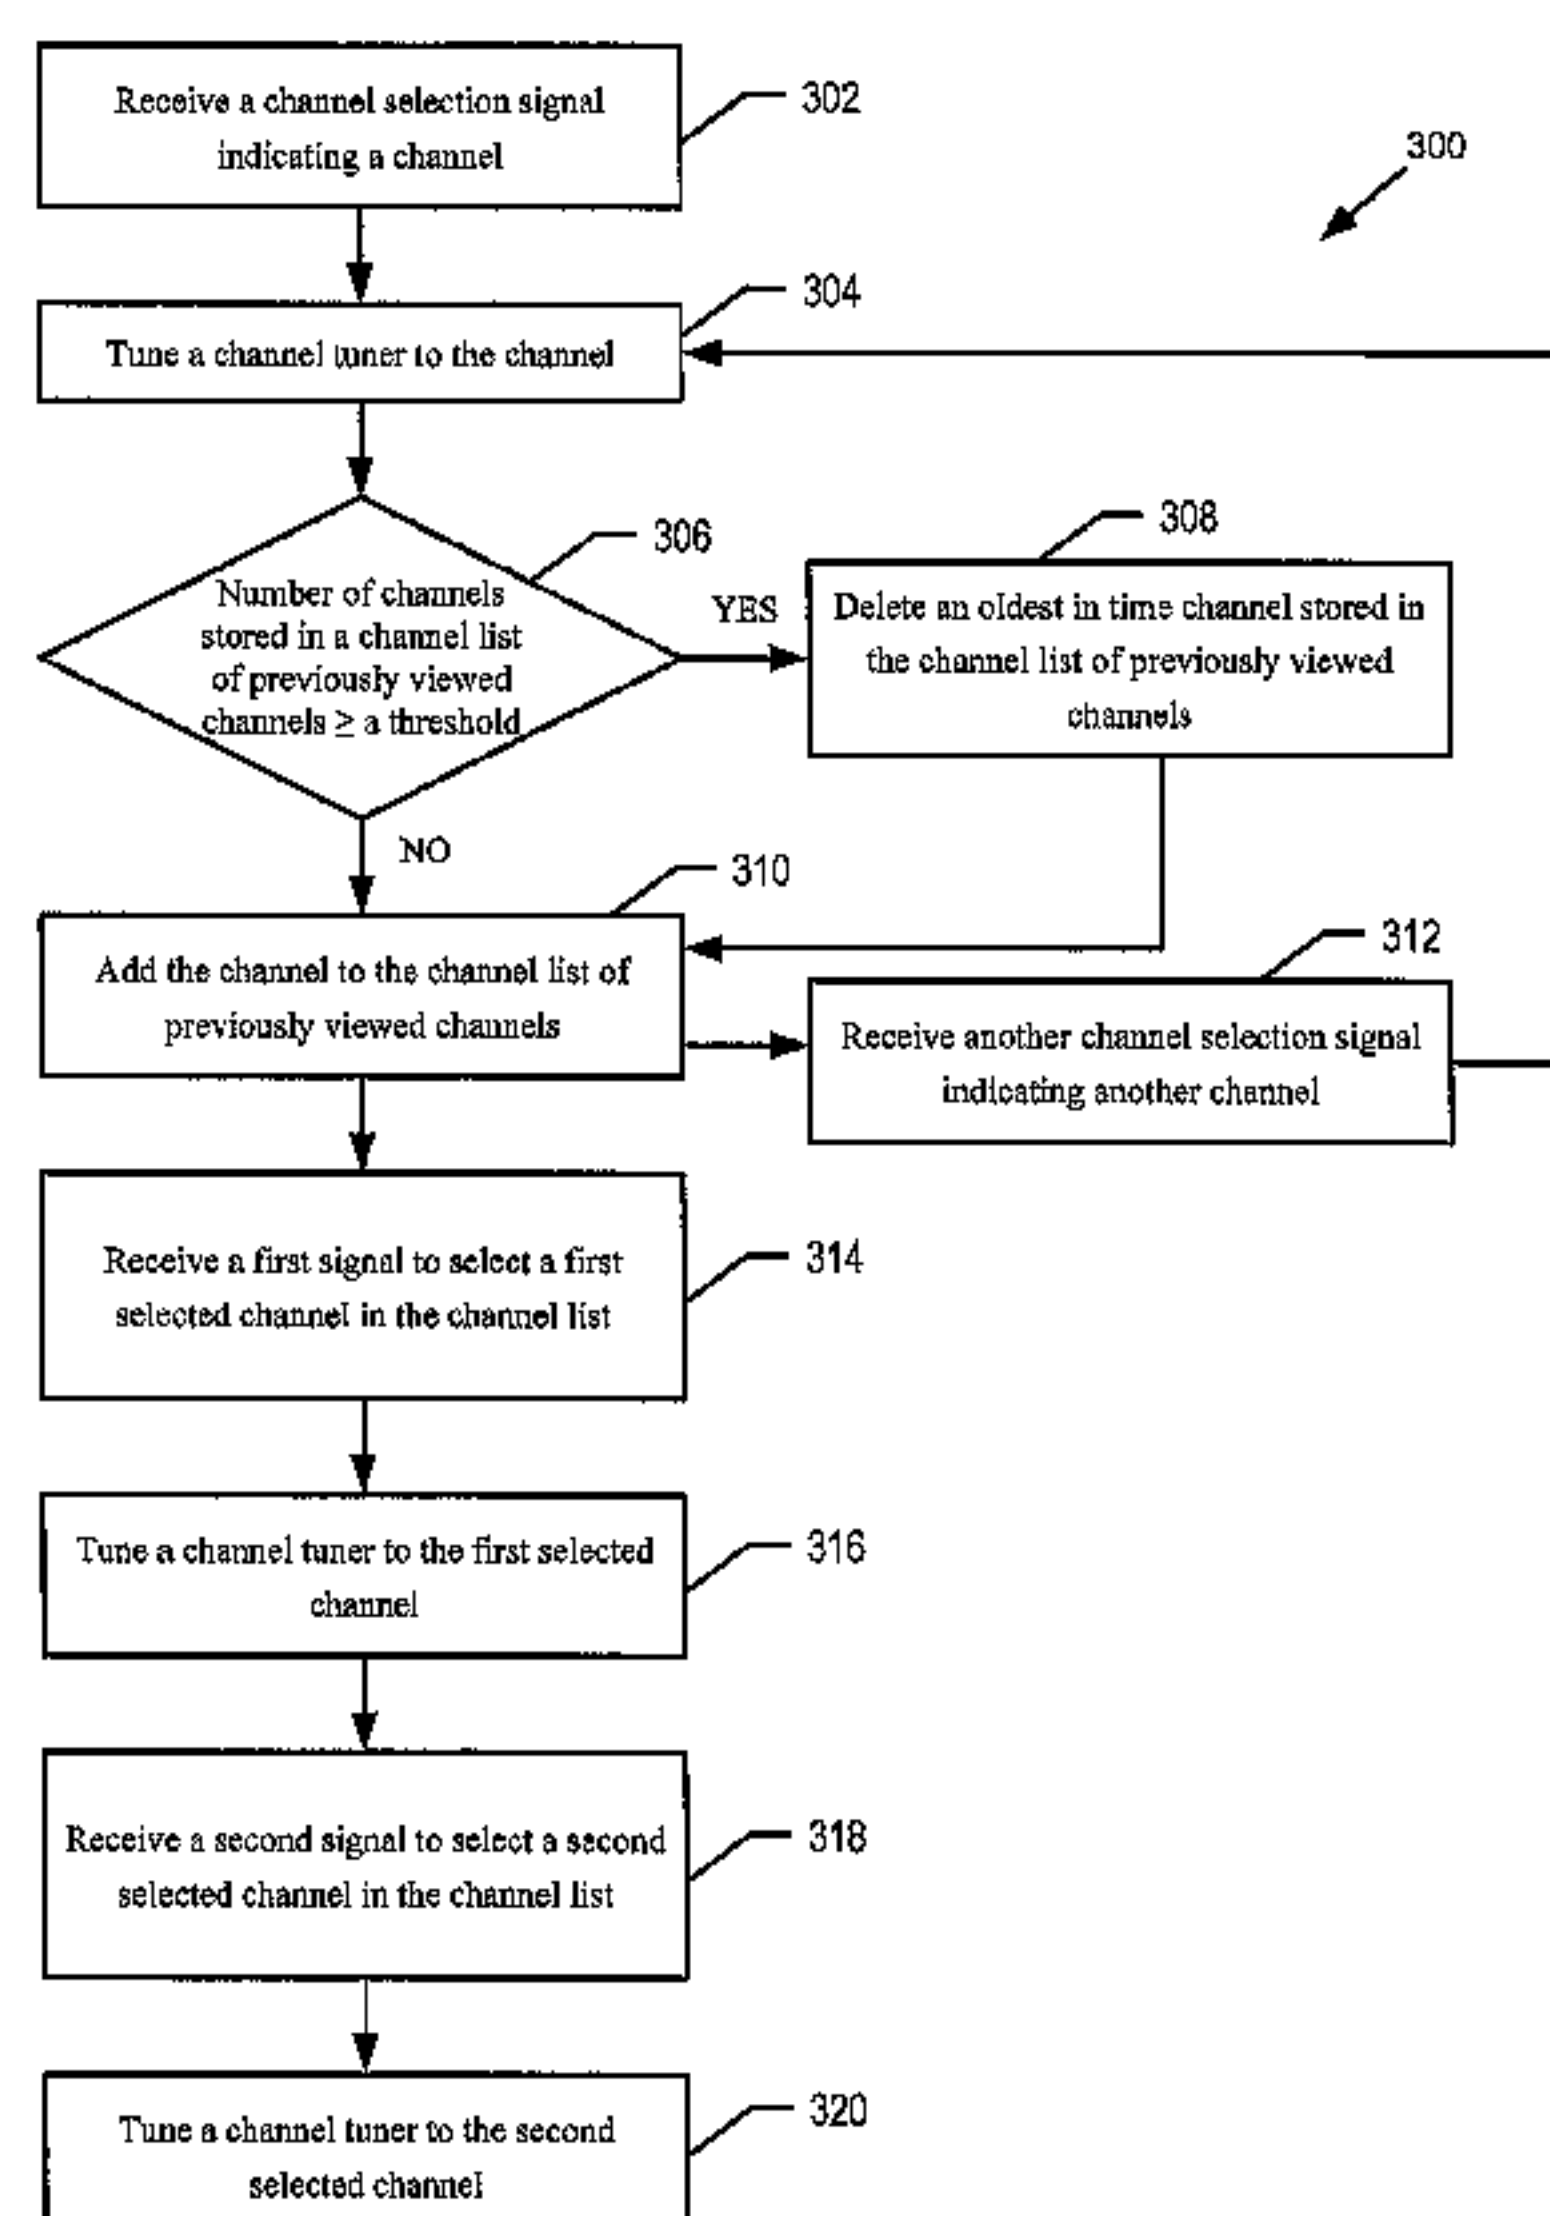 Receive a channel selection signal
indicating a channel
302
300
Tune a channel tuner to the channel
304
Number of channels
stored in a channel list
of previously viewed
channels ≥ a threshold
306
YES
Delete an oldest in time channel stored in
the channel list of previously viewed
channels
308
NO
Add the channel to the channel list of
previously viewed channels
310
Receive another channel selection signal
indicating another channel
312
Receive a first signal to select a first
selected channel in the channel list
314
Tune a channel tuner to the first selected
channel
316
Receive a second signal to select a second
selected channel in the channel list
318
Tune a channel tuner to the second
selected channel
320